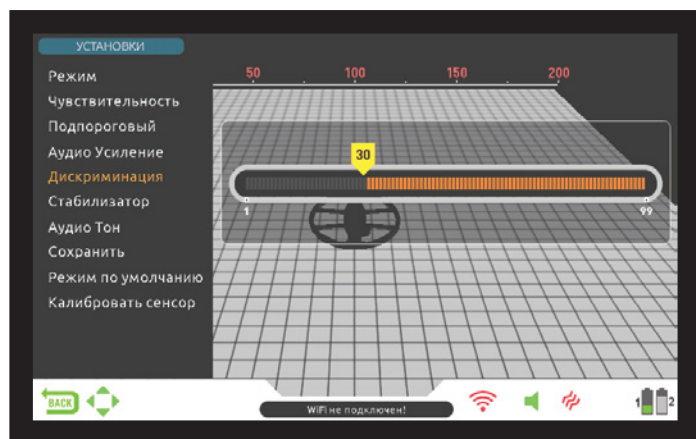 УСТАНОВКИ
Режим
Чувствительность
Подпороговый
Аудио Усиление
Дискриминация
Стабилизатор
Аудио Тон
Сохранить
Режим по умолчанию
Калибровать сенсор
50 100 150 200
30
1 99
BACK
WiFi не подключен!
1 2